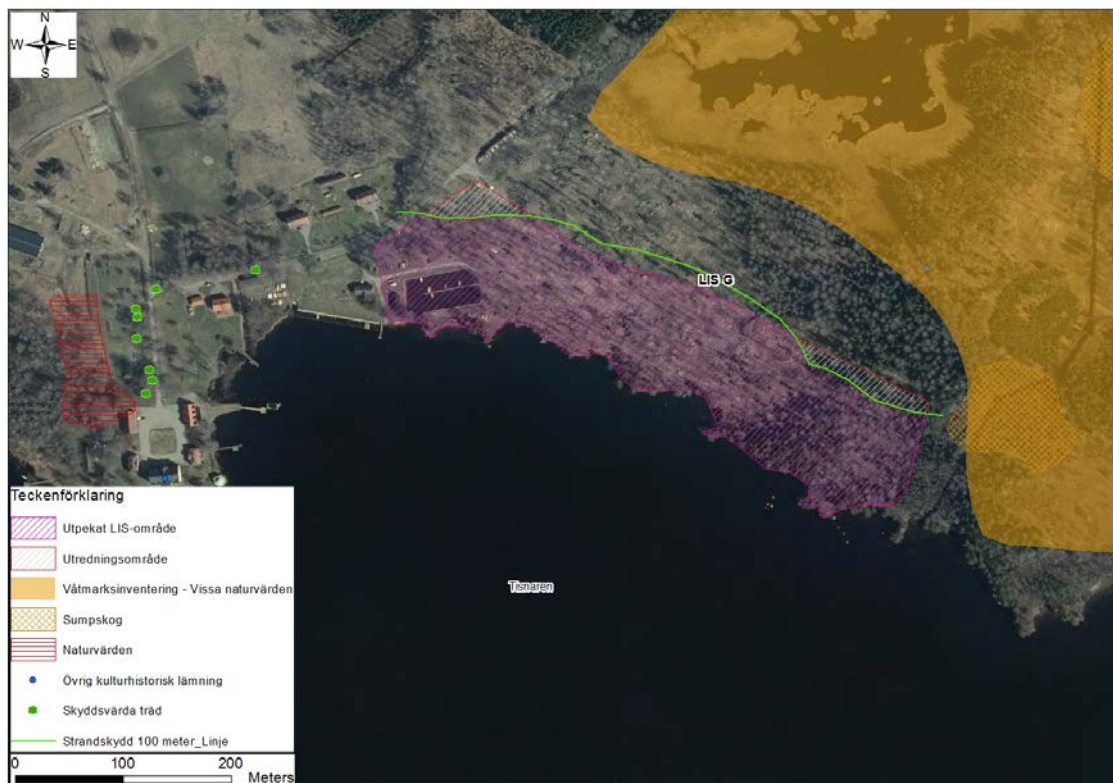 N
W E
S
LIS G
Tisnaren
Teckenförklaring
Utpekat LIS-område
Utredningsområde
Våtmarksinventering - Vissa naturvärden
Sumpskog
Naturvärden
Övrig kulturhistorisk lämning
Skyddsvärda träd
Strandskydd 100 meter_Linje
0 100 200
Meters